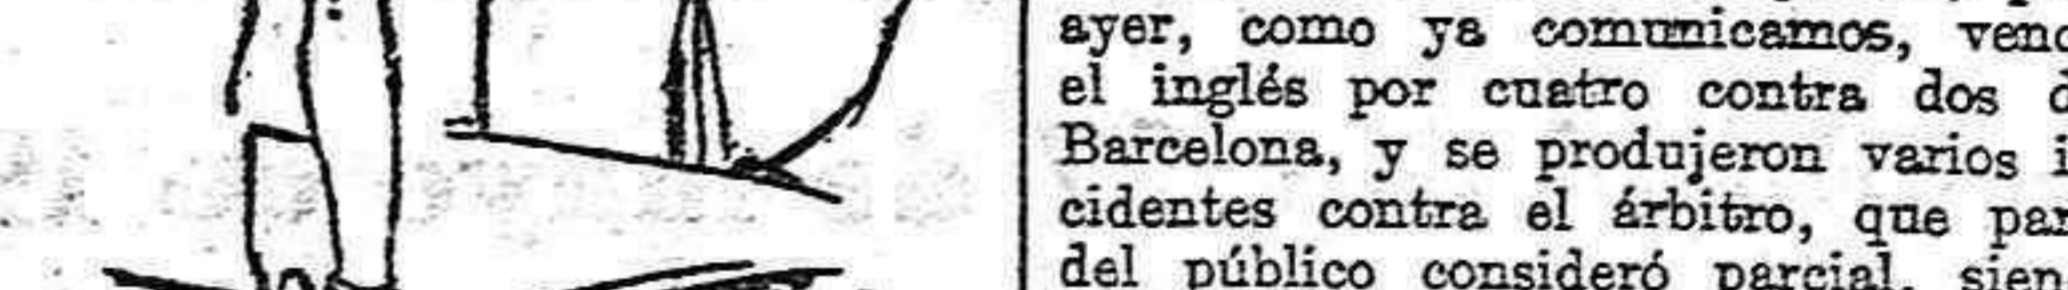 ayer, como ya comunicamos, venc
el inglés por cuatro contra dos d
Barcelona, y se produjeron varios i
cidentes contra el árbitro, que par
del público consideró parcial, sien